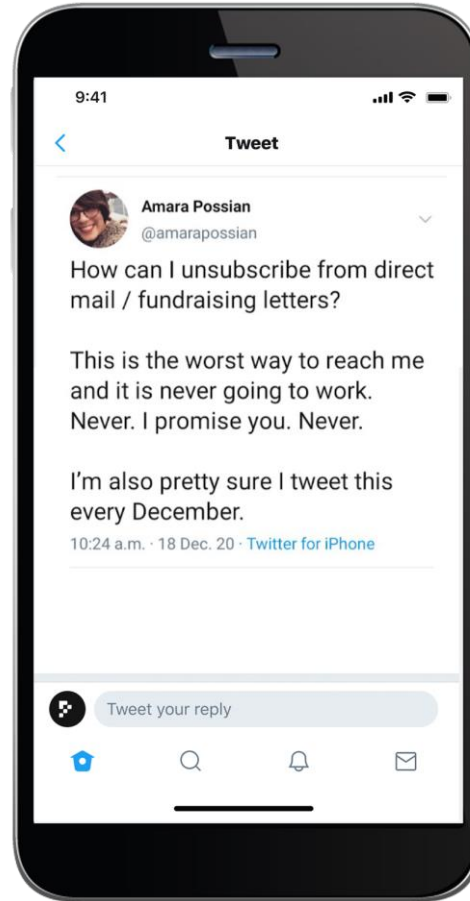 9:41
Tweet
Amara Possian
@amarapossian
How can I unsubscribe from direct
mail / fundraising letters?
This is the worst way to reach me
and it is never going to work.
Never. I promise you. Never.
I'm also pretty sure I tweet this
every December.
10:24 a.m. · 18 Dec. 20 · Twitter for iPhone
Tweet your reply